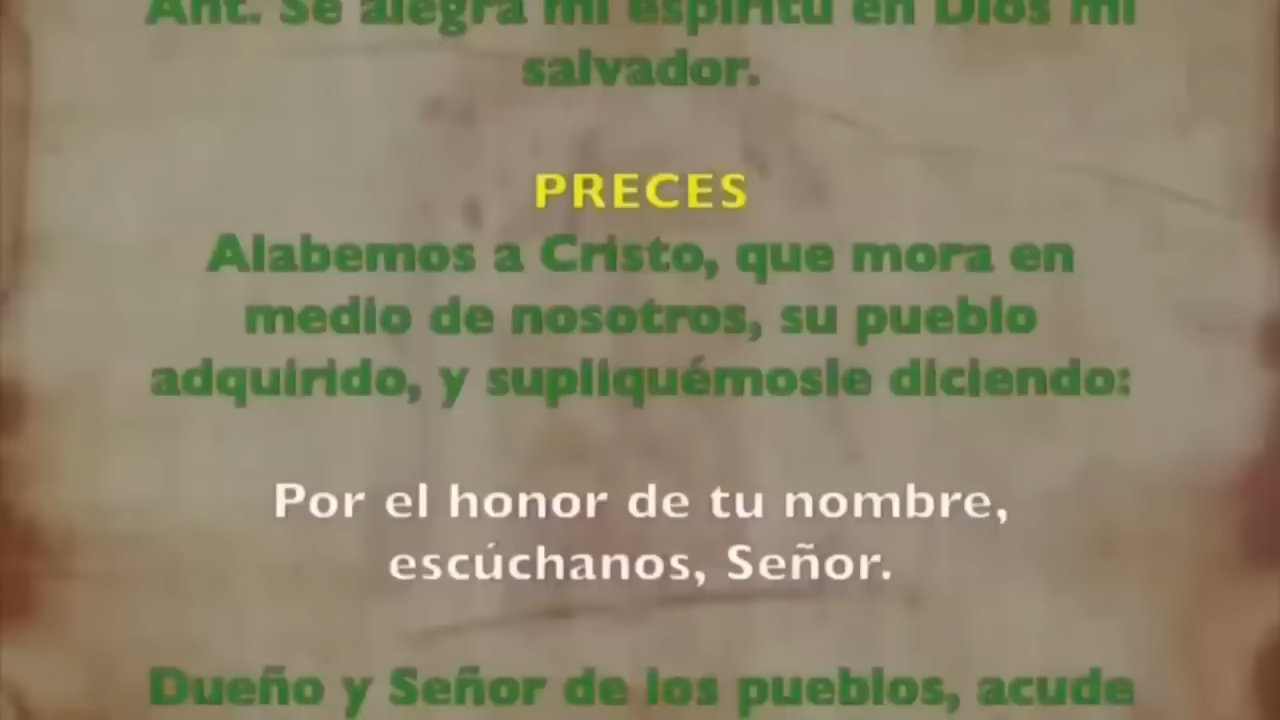 Ant. Se alegra mi espíritu en Dios mi
salvador.
PRECES
Alabemos a Cristo, que mora en
medio de nosotros, su pueblo
adquirido, y supliquémosle diciendo:
Por el honor de tu nombre,
escúchanos, Señor.
Dueño y Señor de los pueblos, acude